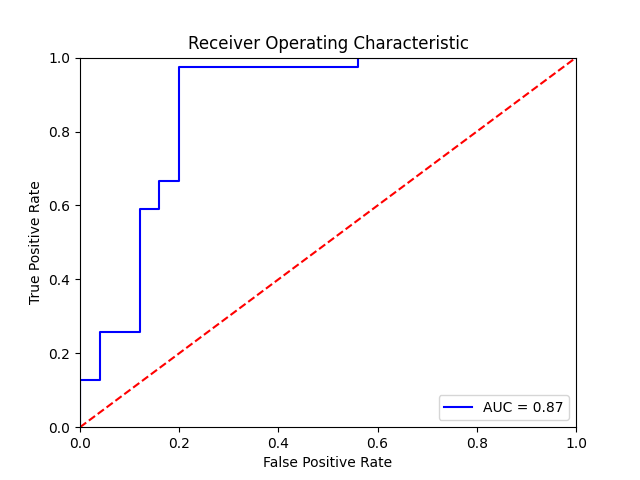 Receiver Operating Characteristic
1.0
0.8
0.6
0.4
0.2
0.0
True Positive Rate
AUC = 0.87
0.0 0.2 0.4 0.6 0.8 1.0
False Positive Rate